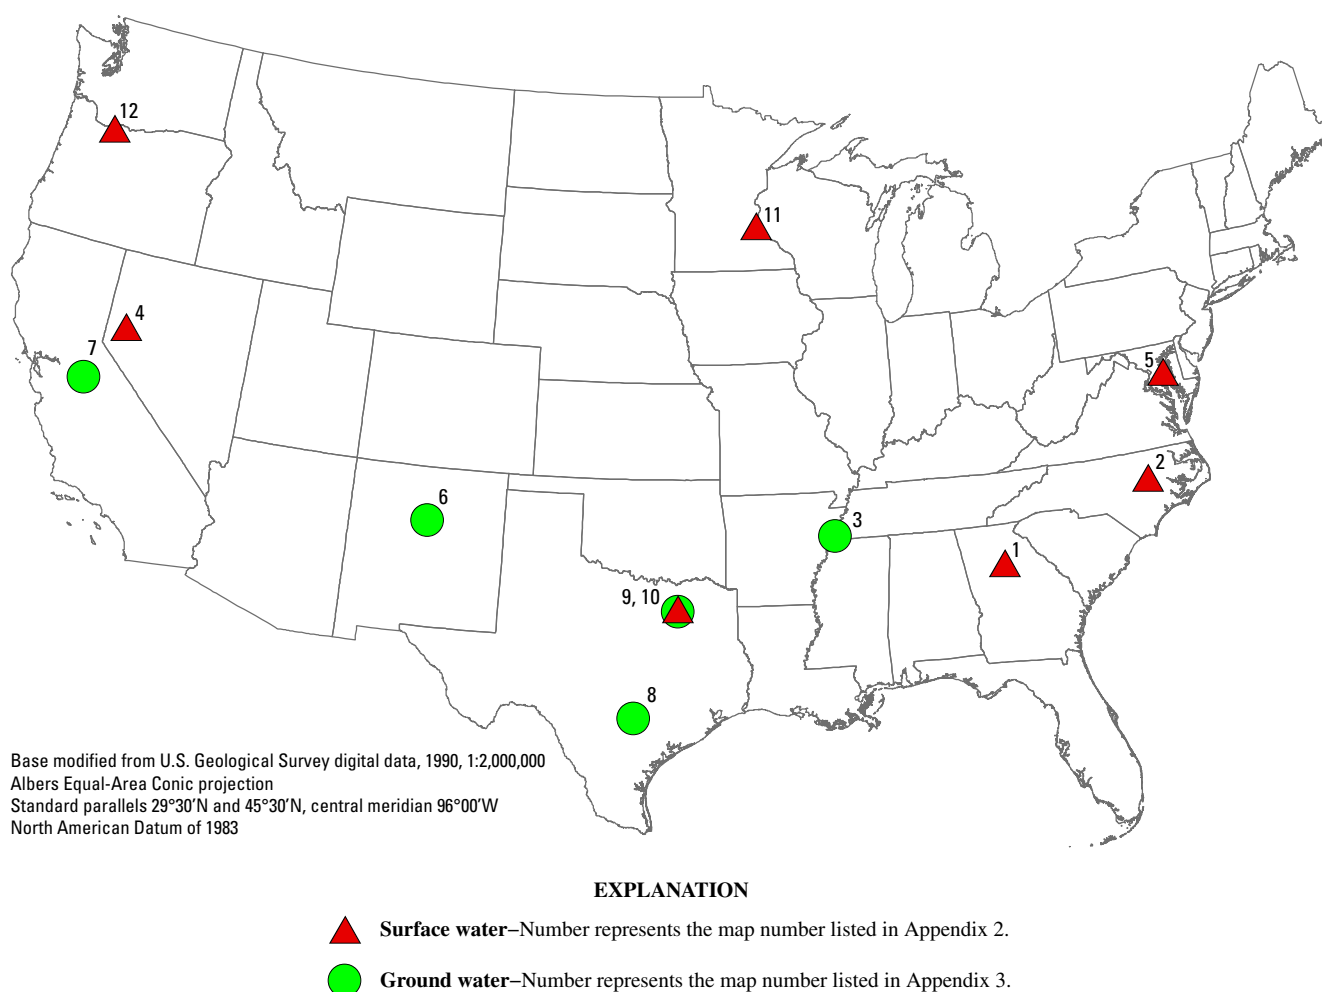 12
11
4
7
5
2
6
3
1
9, 10
8
Base modified from U.S. Geological Survey digital data, 1990, 1:2,000,000
Albers Equal-Area Conic projection
Standard parallels 29°30′N and 45°30′N, central meridian 96°00′W
North American Datum of 1983
EXPLANATION
Surface water–Number represents the map number listed in Appendix 2.
Ground water–Number represents the map number listed in Appendix 3.